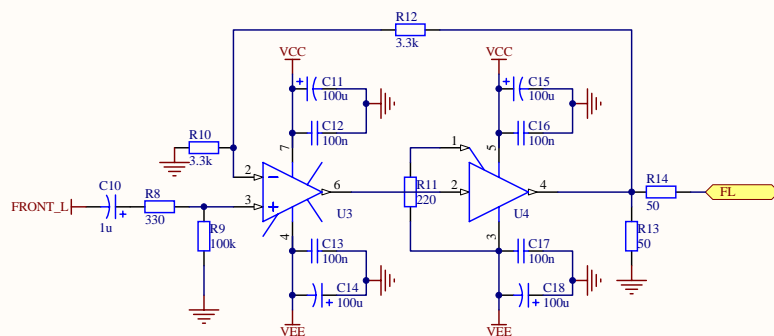 R12
3.3k
VCC
VCC
C11
100u
C12
100n
C15
100u
C16
100n
R10
3.3k
7
1
5
2
6
R11
220
2
4
R14
50
FL
C10
R8
3
U3
U4
FRONT_L
1u
330
R9
100k
4
3
R13
50
C13
100n
C17
100n
C14
100u
C18
100u
VEE
VEE